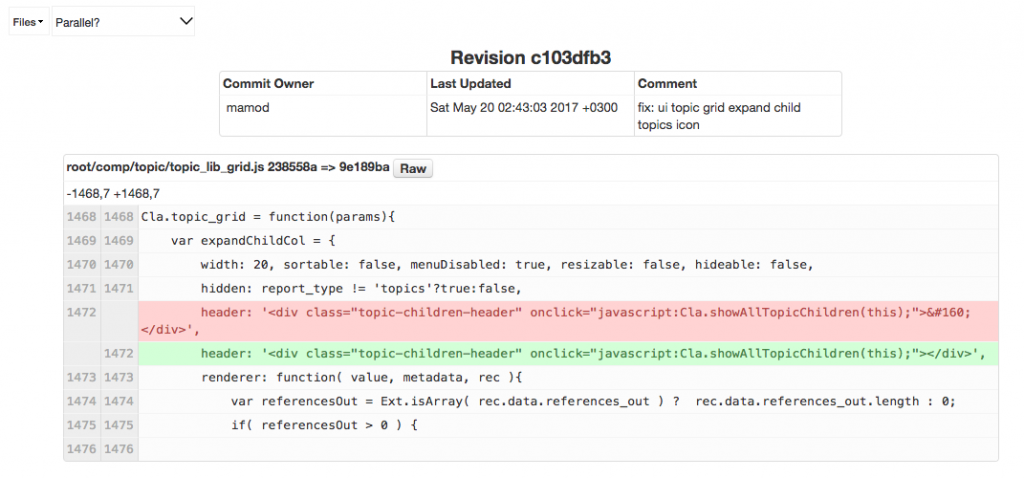 Files Parallel?
Revision c103dfb3
Commit Owner Last Updated Comment
mamod Sat May 20 02:43:03 2017 +0300 fix: ui topic grid expand child
topics icon
root/comp/topic/topic_lib_grid.js 238558a => 9e189ba Raw
-1468,7 +1468,7
1468 1468 Cla.topic_grid = function(params){
1469 1469 var expandChildCol = {
1470 1470 width: 20, sortable: false, menuDisabled: true, resizable: false, hideable: false,
1471 1471 hidden: report_type != 'topics'?true:false,
1472 header: '<div class="topic-children-header" onclick="javascript:Cla.showAllTopicChildren(this);">&#160;
</div>',
1472 header: '<div class="topic-children-header" onclick="javascript:Cla.showAllTopicChildren(this);"></div>',
1473 1473 renderer: function( value, metadata, rec ){
1474 1474 var referencesOut = Ext.isArray( rec.data.references_out ) ? rec.data.references_out.length : 0;
1475 1475 if( referencesOut > 0 ) {
1476 1476